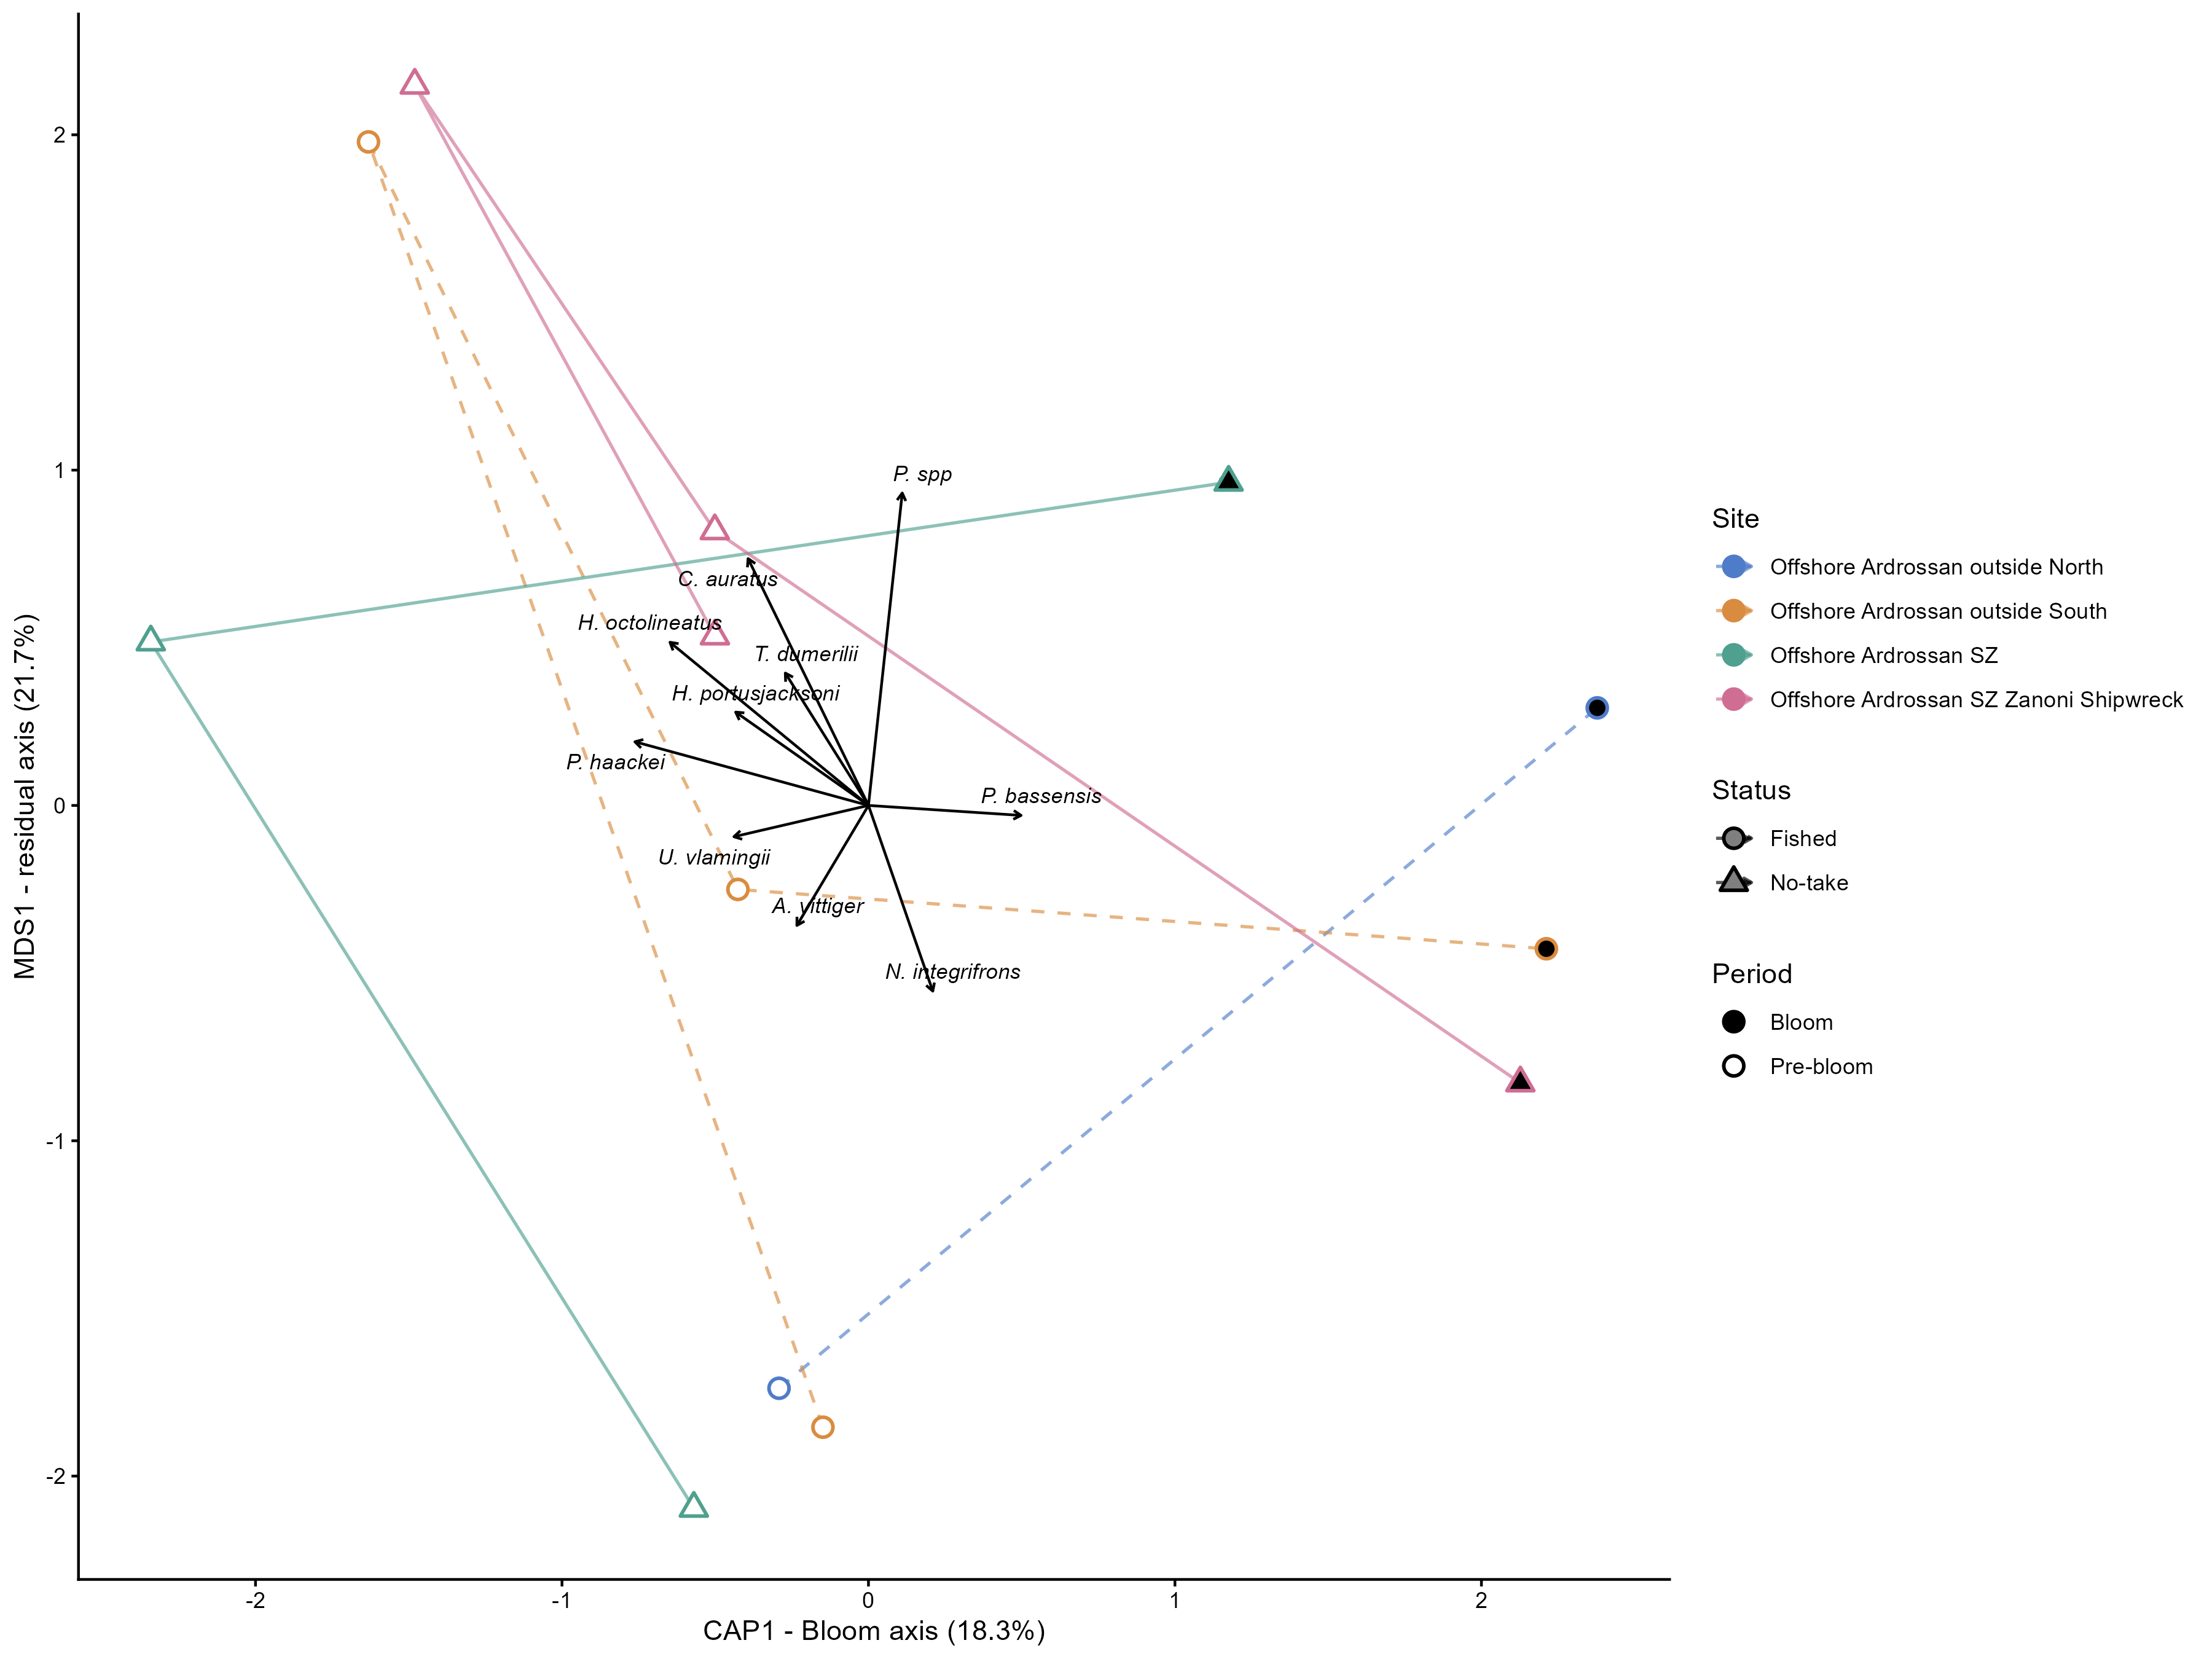 2
1
0
-1
-2
MDS1 - residual axis (21.7%)
-2
-1
0
1
2
CAP1 - Bloom axis (18.3%)
P. spp
C. auratus
H. octolineatus
T. dumerilii
H. portusjacksoni
P. haackei
P. bassensis
U. vlamingii
A. vittiger
N. integrifrons
Site
Offshore Ardrossan outside North
Offshore Ardrossan outside South
Offshore Ardrossan SZ
Offshore Ardrossan SZ Zanoni Shipwreck
Status
Fished
No-take
Period
Bloom
Pre-bloom